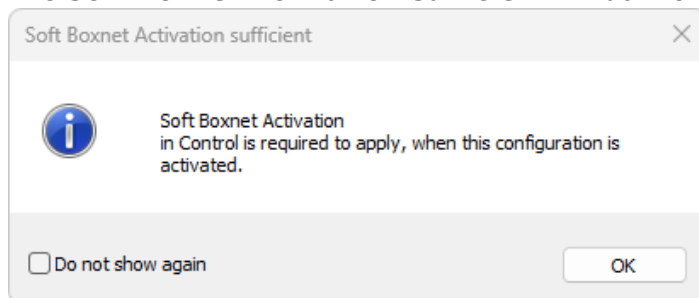 Soft Boxnet Activation sufficient
Soft Boxnet Activation
in Control is required to apply, when this configuration is
activated.
Do not show again
OK